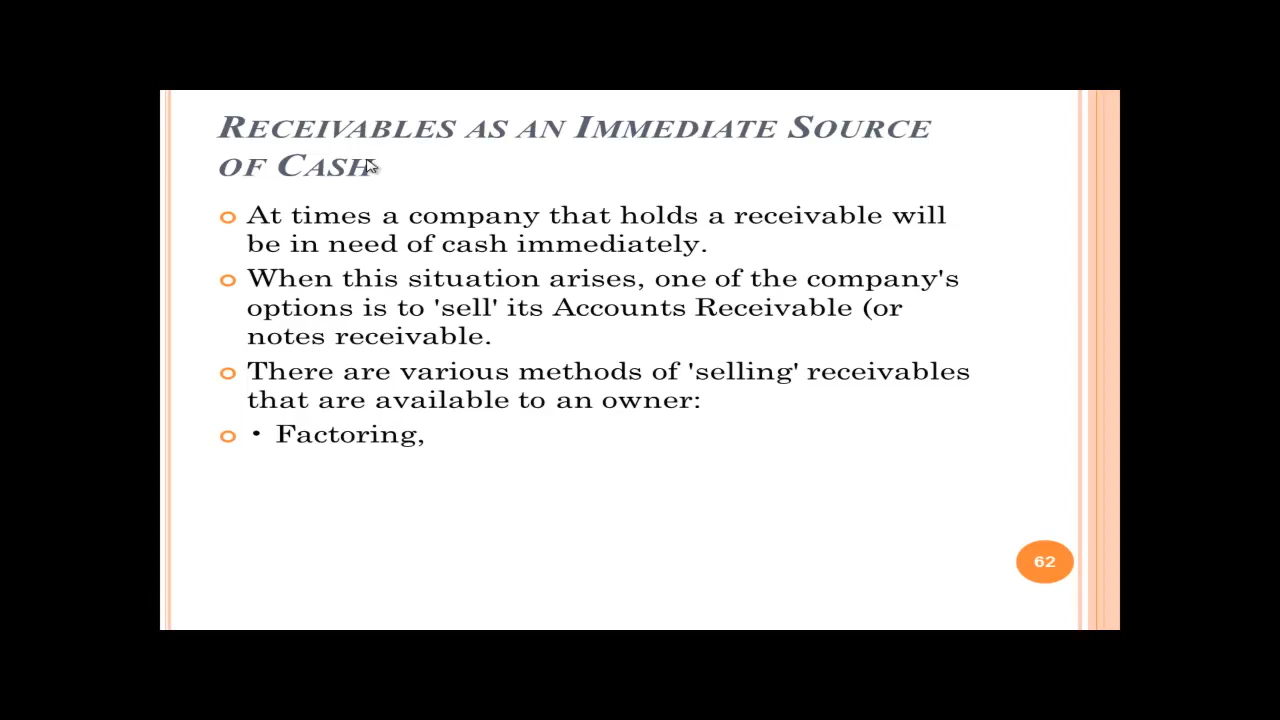 Receivables as an Immediate Source
of Cash
At times a company that holds a receivable will
be in need of cash immediately.
When this situation arises, one of the company's
options is to 'sell' its Accounts Receivable (or
notes receivable.
There are various methods of 'selling' receivables
that are available to an owner:
• Factoring,
62